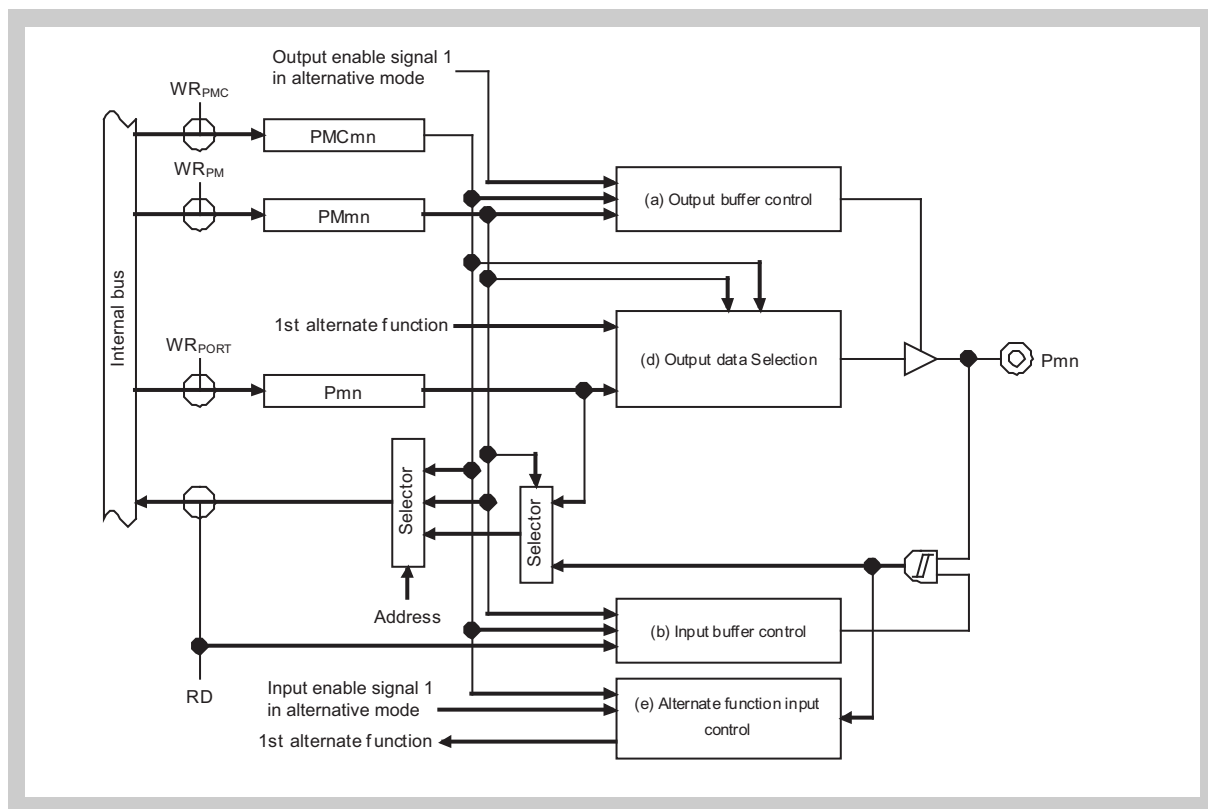 Output enable signal 1
in alternative mode
WRPMC
PMCmn
WRPM
PMmn
(a) Output buffer control
Internal bus
1st alternate function
(d) Output data Selection
Pmn
WRPORT
Pmn
Selector
Selector
Address
(b) Input buffer control
RD
Input enable signal 1
in alternative mode
(e) Alternate function input
control
1st alternate function